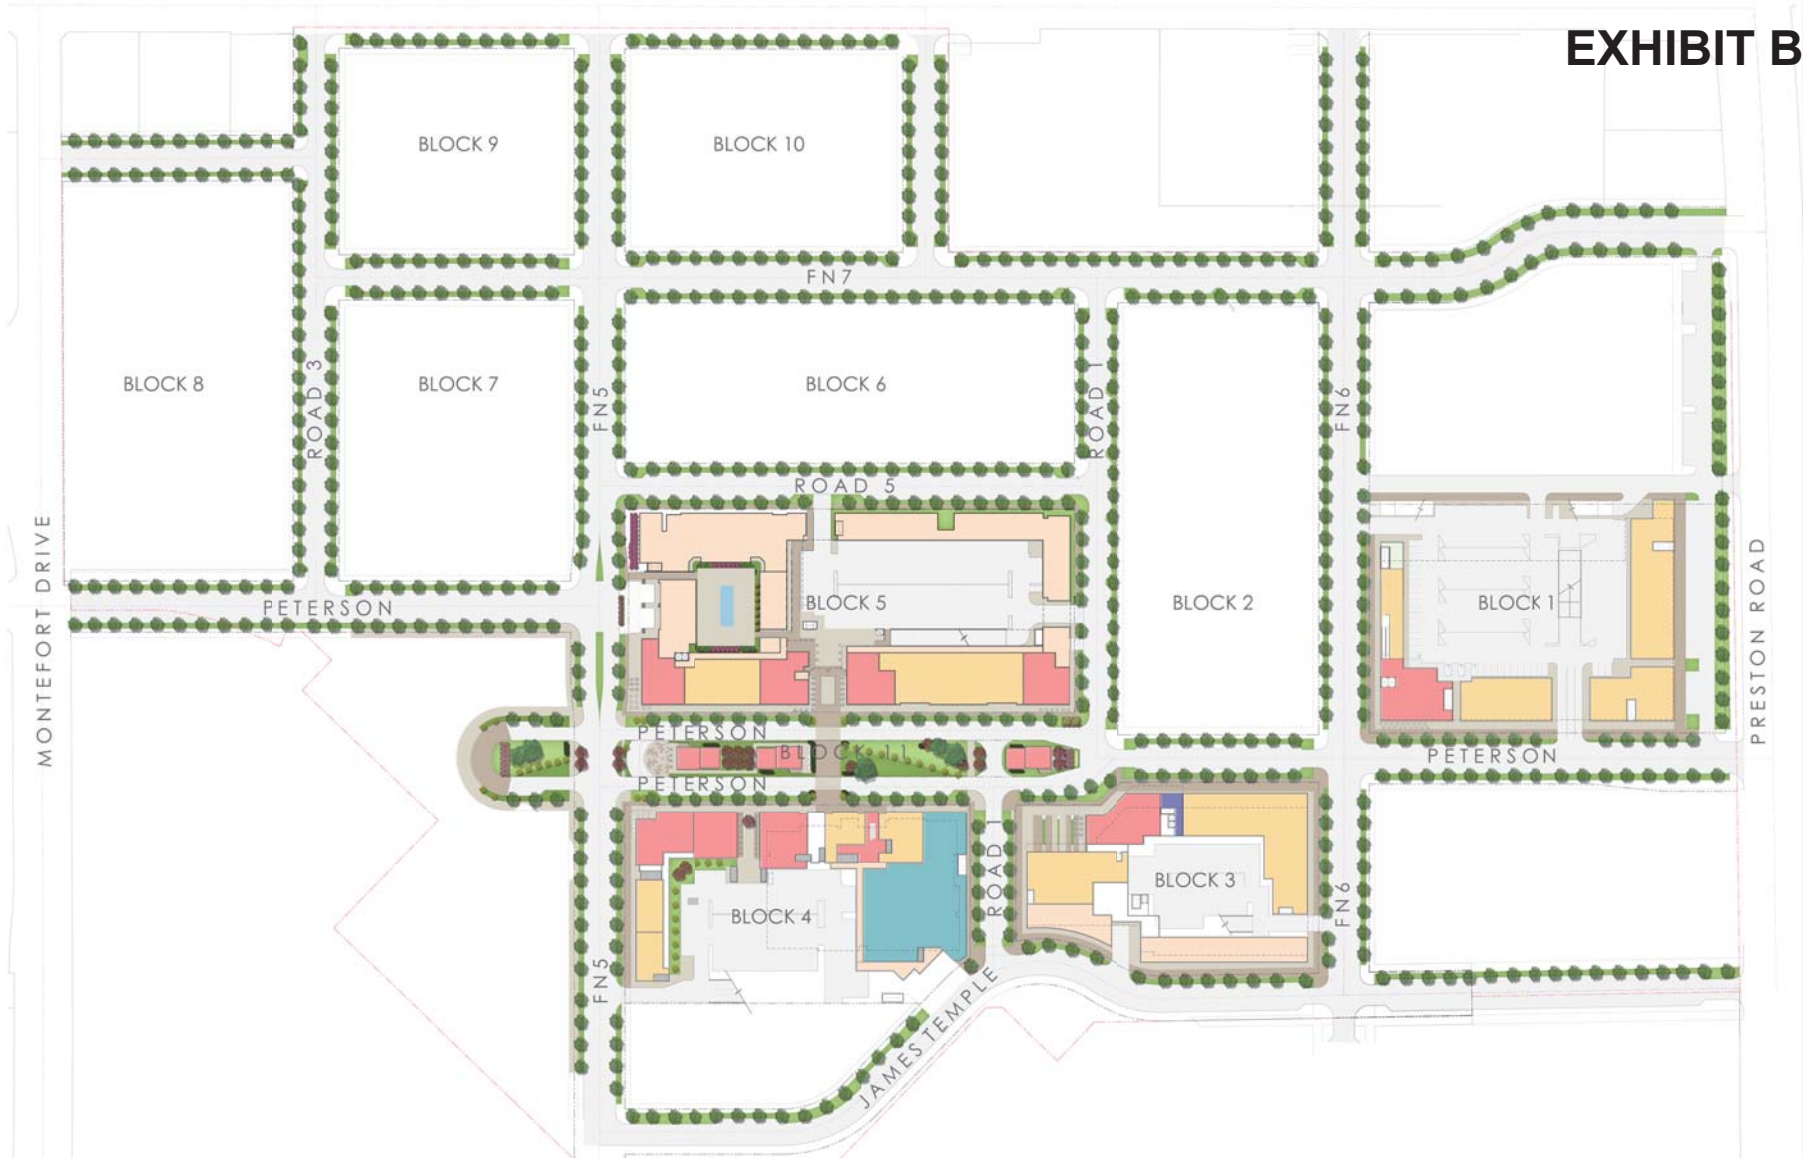 EXHIBIT B
BLOCK 9
BLOCK 10
FN7
BLOCK 8
ROAD 3
BLOCK 7
FN5
BLOCK 6
ROAD 1
FN6
ROAD 5
MONTEFORT DRIVE
PETERSON
BLOCK 5
BLOCK 2
BLOCK 1
PRESTON ROAD
PETERSON
BLOCK 11
PETERSON
PETERSON
ROAD 1
BLOCK 3
BLOCK 4
FN6
FN5
JAMES TEMPLE